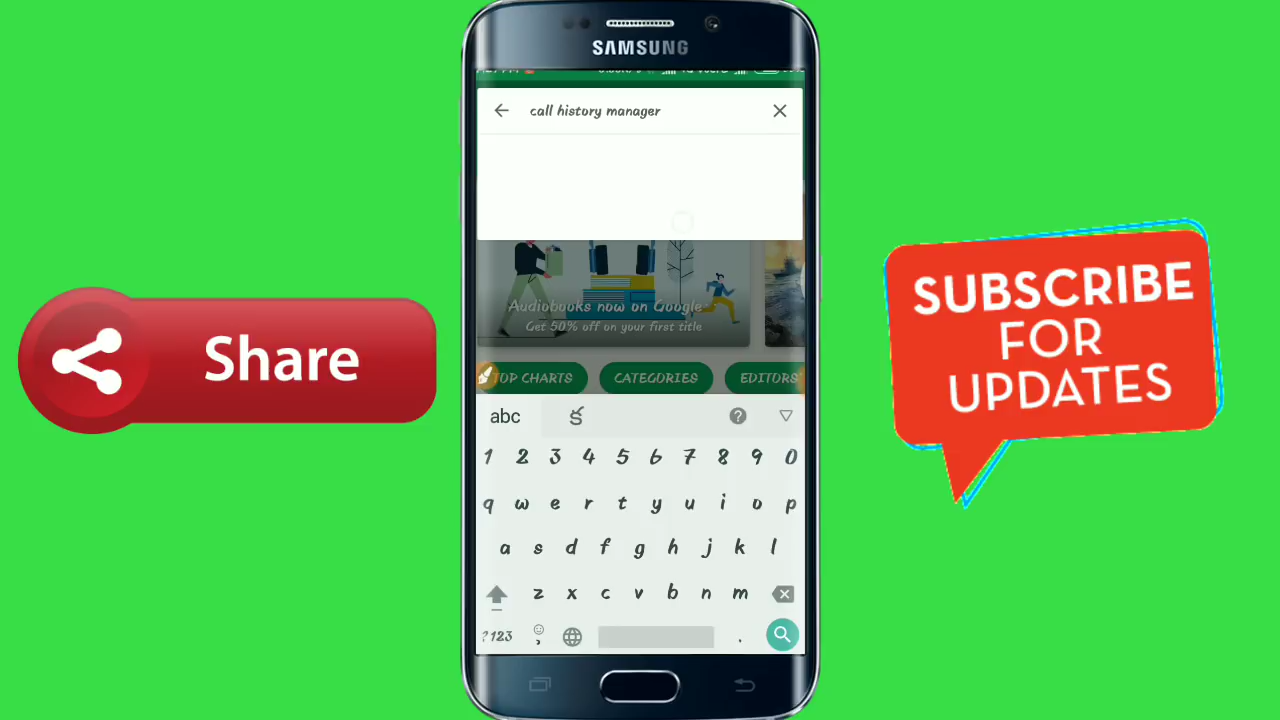 SAMSUNG
call history manager
Audiobooks now on Google
Get 50% off on your first title
TOP CHARTS
CATEGORIES
EDITORS'
Share
SUBSCRIBE
FOR
UPDATES
abc
క
1 2 3 4 5 6 7 8 9 0
q w e r t y u i o p
a s d f g h j k l
z x c v b n m
?123 , .